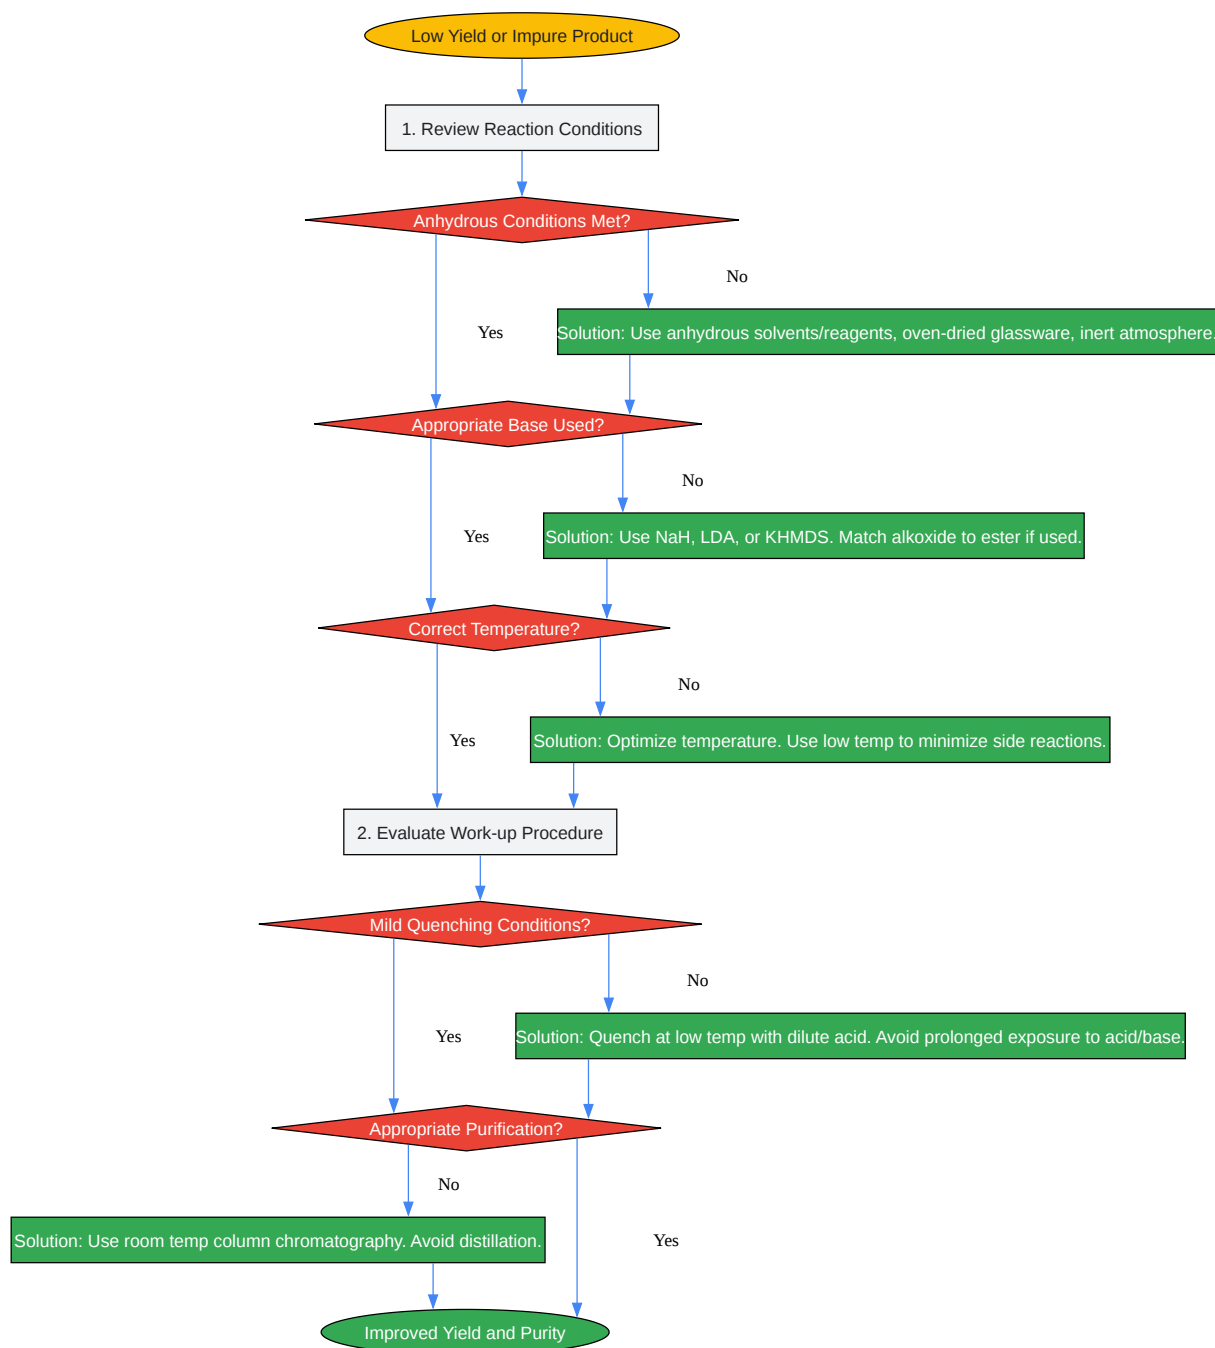 Low Yield or Impure Product
1. Review Reaction Conditions
Anhydrous Conditions Met?
No
Yes
Solution: Use anhydrous solvents/reagents, oven-dried glassware, inert atmosphere.
Appropriate Base Used?
No
Yes
Solution: Use NaH, LDA, or KHMDS. Match alkoxide to ester if used.
Correct Temperature?
No
Yes
Solution: Optimize temperature. Use low temp to minimize side reactions.
2. Evaluate Work-up Procedure
Mild Quenching Conditions?
No
Yes
Solution: Quench at low temp with dilute acid. Avoid prolonged exposure to acid/base.
Appropriate Purification?
No
Solution: Use room temp column chromatography. Avoid distillation.
Yes
Improved Yield and Purity